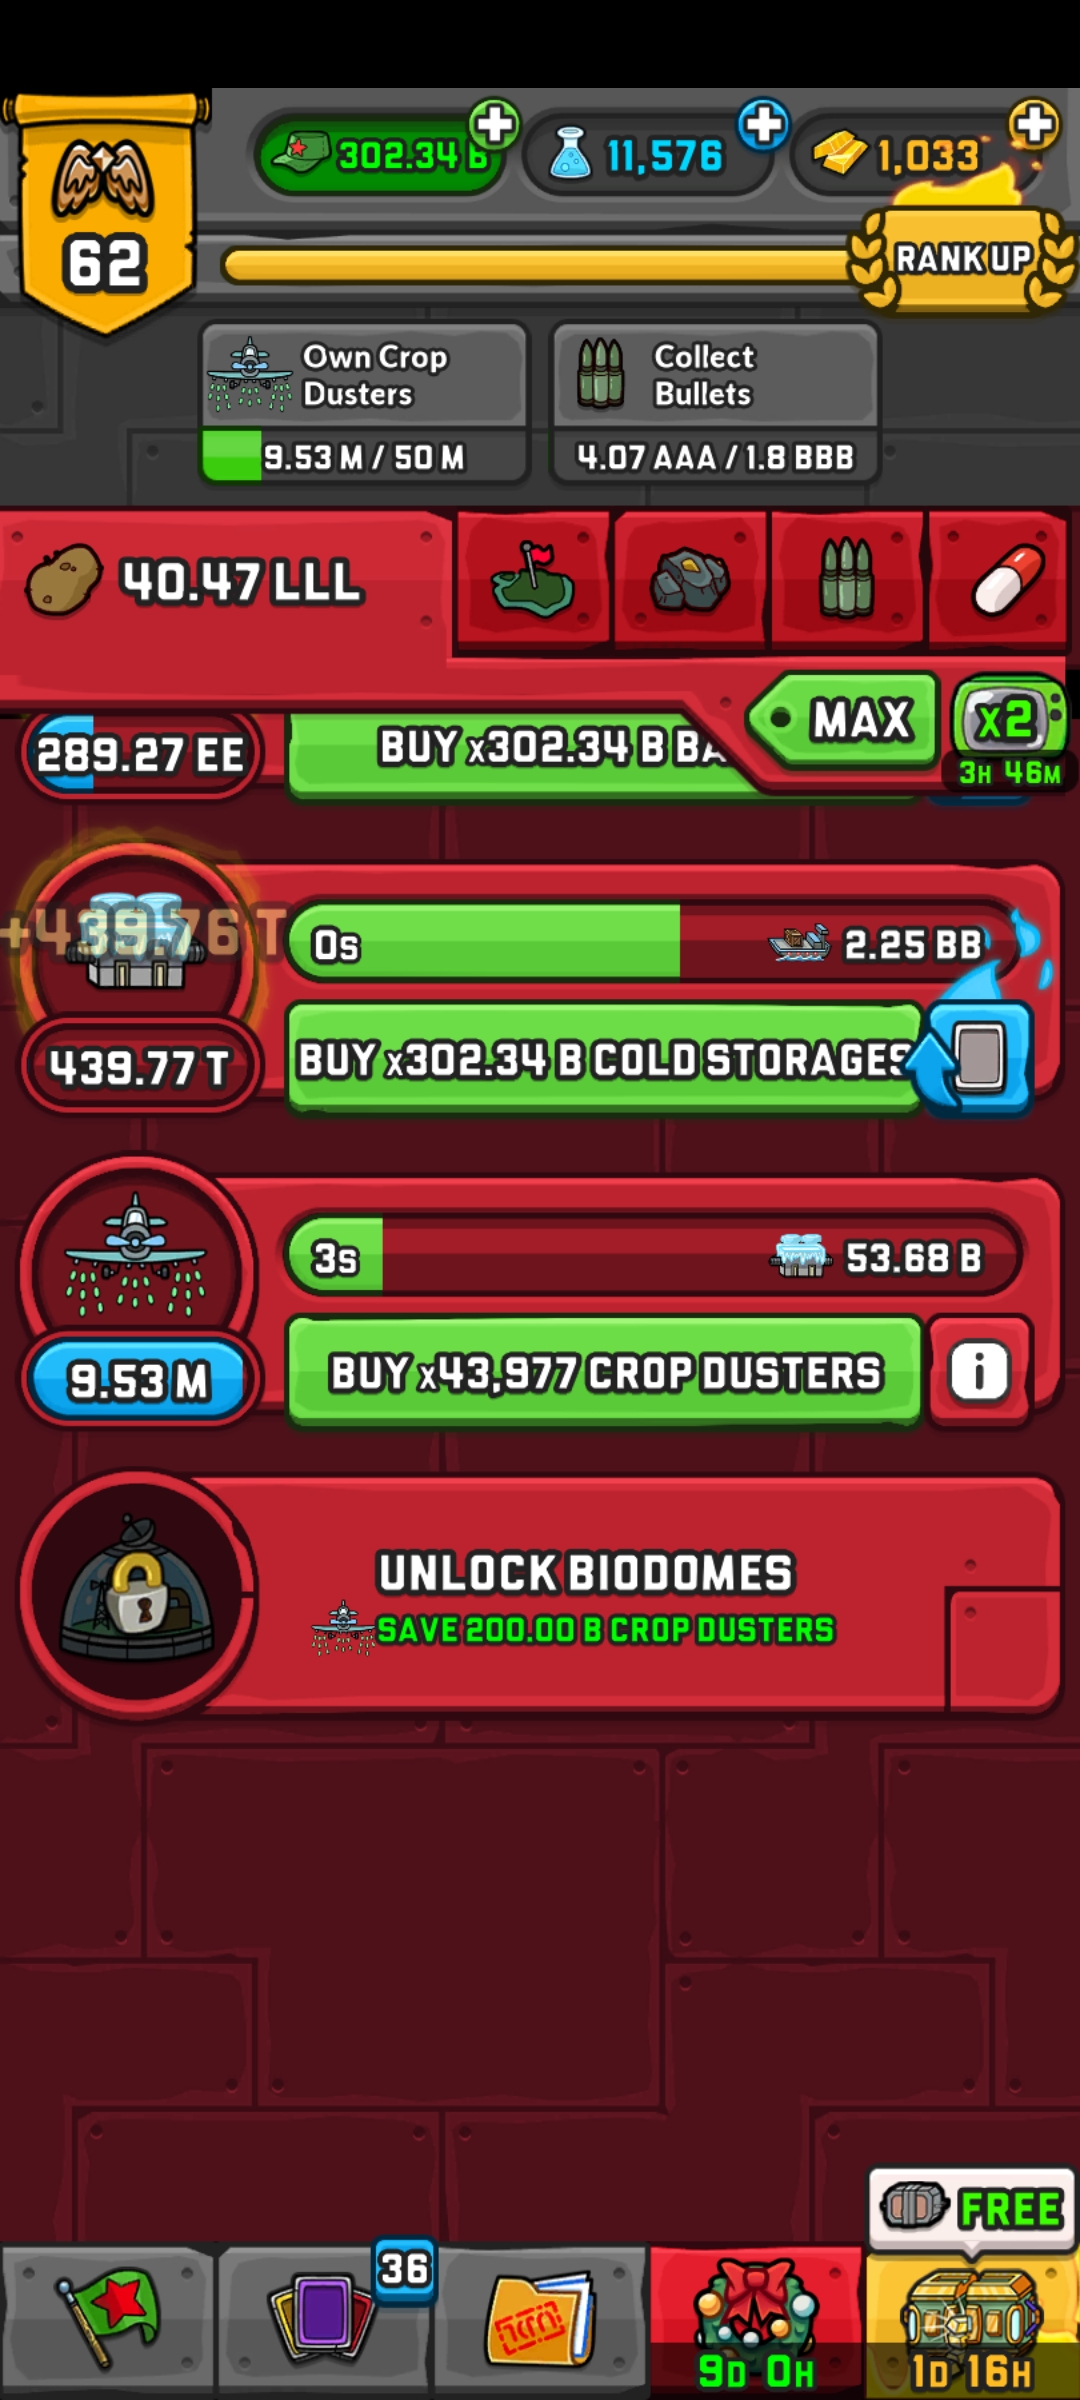 302.34 B
11,576
1,033
62
RANK UP
Own Crop
Dusters
9.53 M / 50 M
Collect
Bullets
4.07 AAA / 1.8 BBB
40.47 LLL
MAX
x2
3H 46M
289.27 EE
BUY x302.34 B BA
+439.76 T
0s
2.25 BB
439.77 T
BUY x302.34 B COLD STORAGES
3s
53.68 B
9.53 M
BUY x43,977 CROP DUSTERS
i
UNLOCK BIODOMES
SAVE 200.00 B CROP DUSTERS
FREE
36
9D 0H
1D 16H